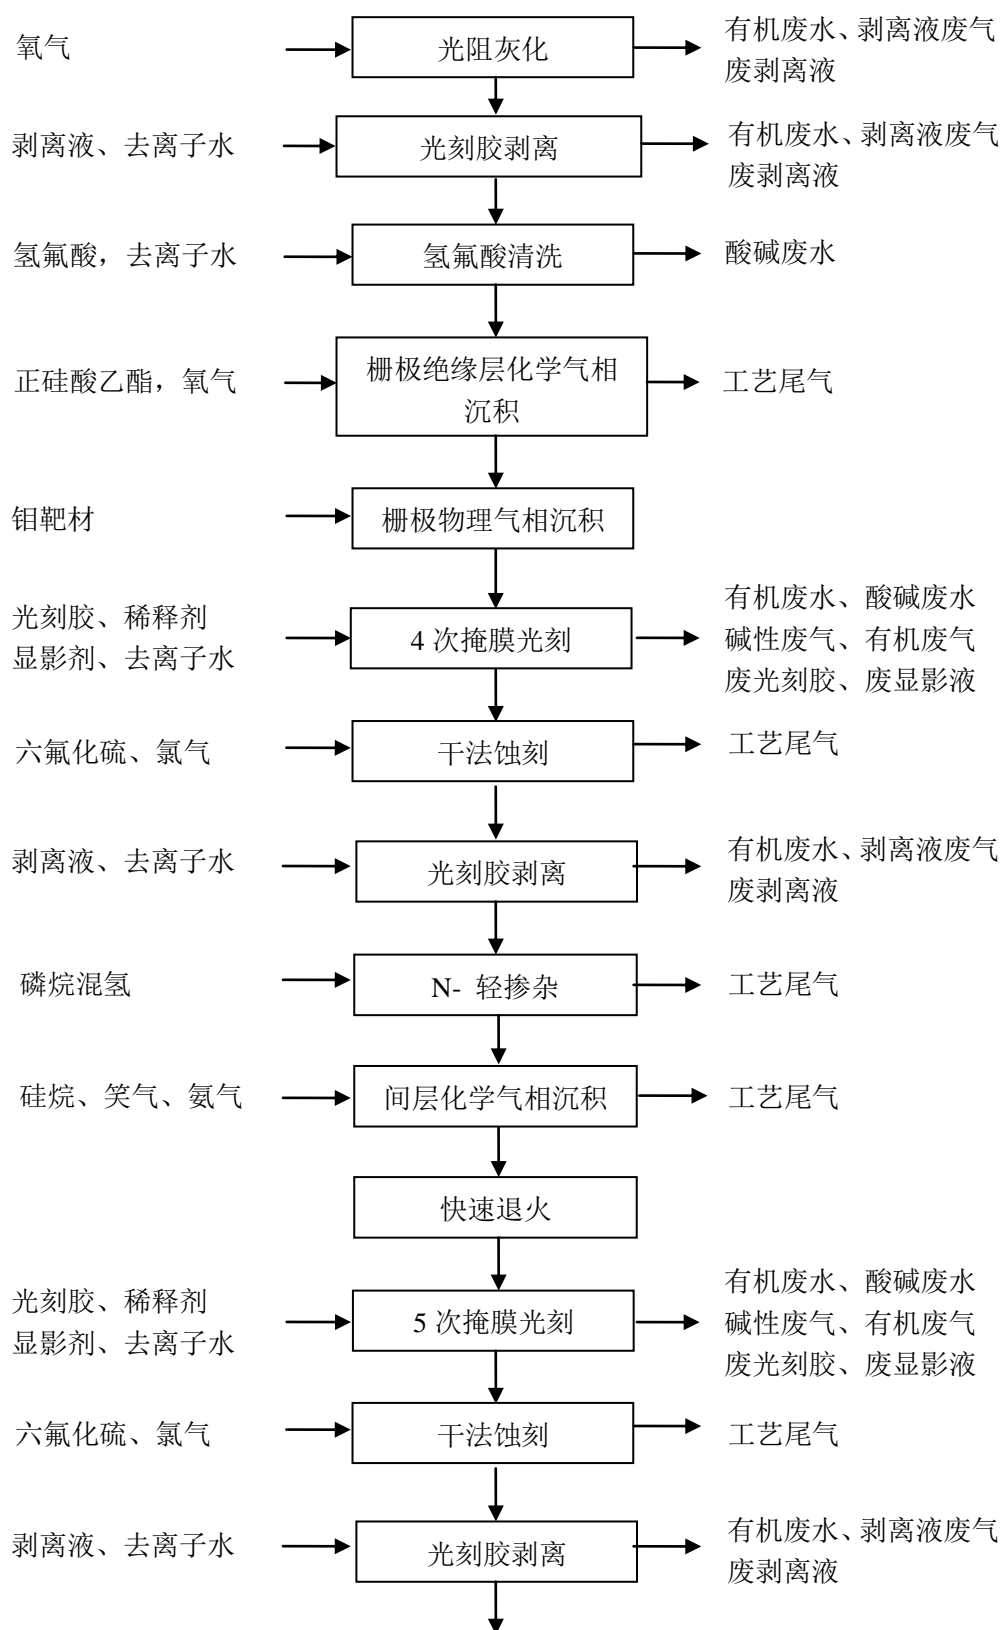 氧气
光阻灰化
有机废水、剥离液废气
废剥离液
剥离液、去离子水
光刻胶剥离
有机废水、剥离液废气
废剥离液
氢氟酸，去离子水
氢氟酸清洗
酸碱废水
正硅酸乙酯，氧气
栅极绝缘层化学气相
沉积
工艺尾气
钼靶材
栅极物理气相沉积
光刻胶、稀释剂
显影剂、去离子水
4 次掩膜光刻
有机废水、酸碱废水
碱性废气、有机废气
废光刻胶、废显影液
六氟化硫、氯气
干法蚀刻
工艺尾气
剥离液、去离子水
光刻胶剥离
有机废水、剥离液废气
废剥离液
磷烷混氢
N- 轻掺杂
工艺尾气
硅烷、笑气、氨气
间层化学气相沉积
工艺尾气
快速退火
光刻胶、稀释剂
显影剂、去离子水
5 次掩膜光刻
有机废水、酸碱废水
碱性废气、有机废气
废光刻胶、废显影液
六氟化硫、氯气
干法蚀刻
工艺尾气
剥离液、去离子水
光刻胶剥离
有机废水、剥离液废气
废剥离液